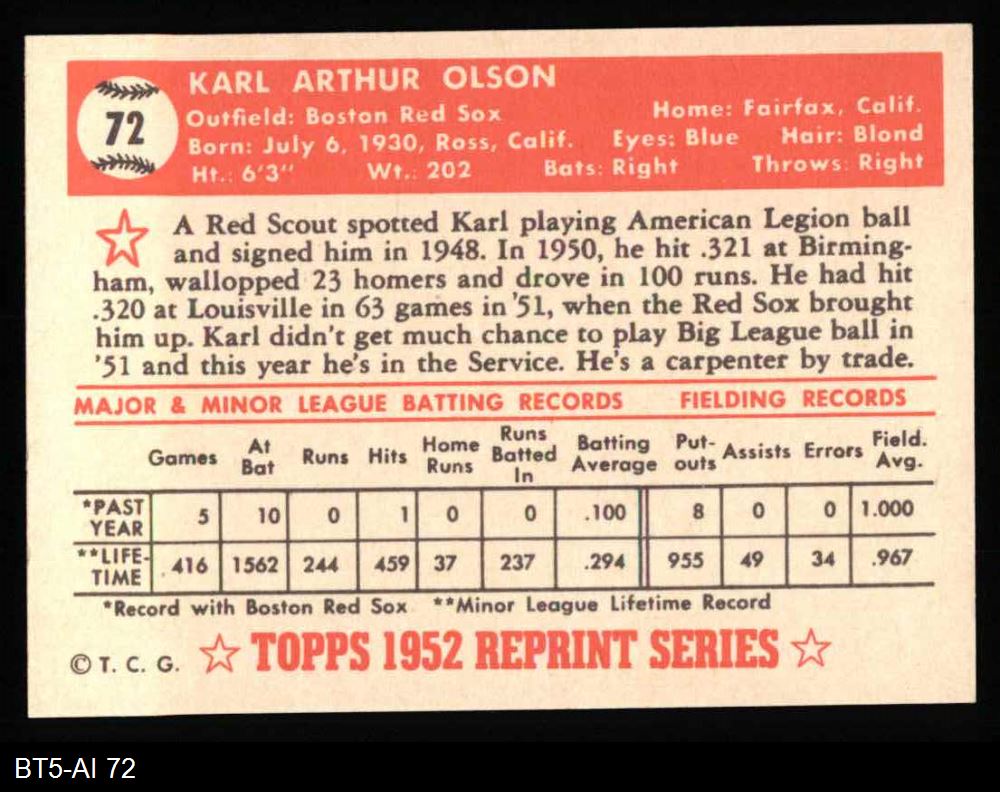 72
KARL ARTHUR OLSON
Outfield: Boston Red Sox Home: Fairfax, Calif.
Born: July 6, 1930, Ross, Calif. Eyes: Blue Hair: Blond
Ht.: 6'3" Wt.: 202 Bats: Right Throws: Right
A Red Scout spotted Karl playing American Legion ball
and signed him in 1948. In 1950, he hit .321 at Birming-
ham, wallopped 23 homers and drove in 100 runs. He had hit
.320 at Louisville in 63 games in '51, when the Red Sox brought
him up. Karl didn't get much chance to play Big League ball in
'51 and this year he's in the Service. He's a carpenter by trade.
MAJOR & MINOR LEAGUE BATTING RECORDS FIELDING RECORDS
Games At Bat Runs Hits Home Runs Runs Batted In Batting Average Put-outs Assists Errors Field. Avg.
*PAST YEAR 5 10 0 1 0 0 .100 8 0 0 1.000
**LIFE-TIME 416 1562 244 459 37 237 .294 955 49 34 .967
*Record with Boston Red Sox **Minor League Lifetime Record
© T. C. G. TOPPS 1952 REPRINT SERIES
BT5-AI 72